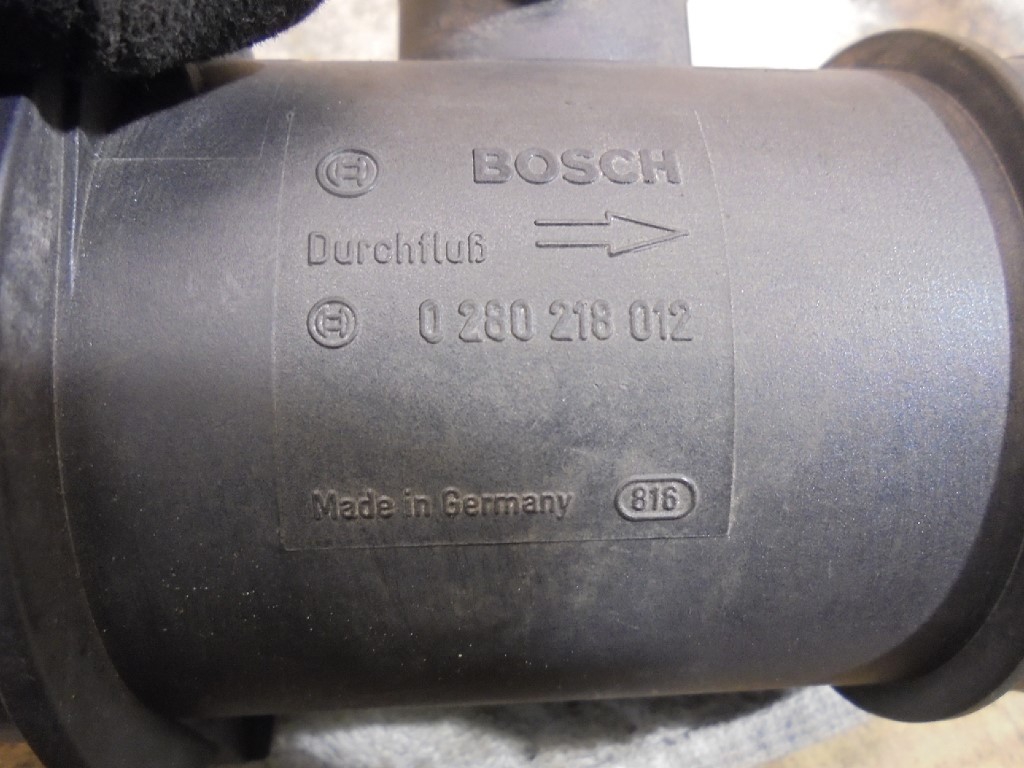 BOSCH
Durchfluß
0 280 218 012
Made in Germany 816